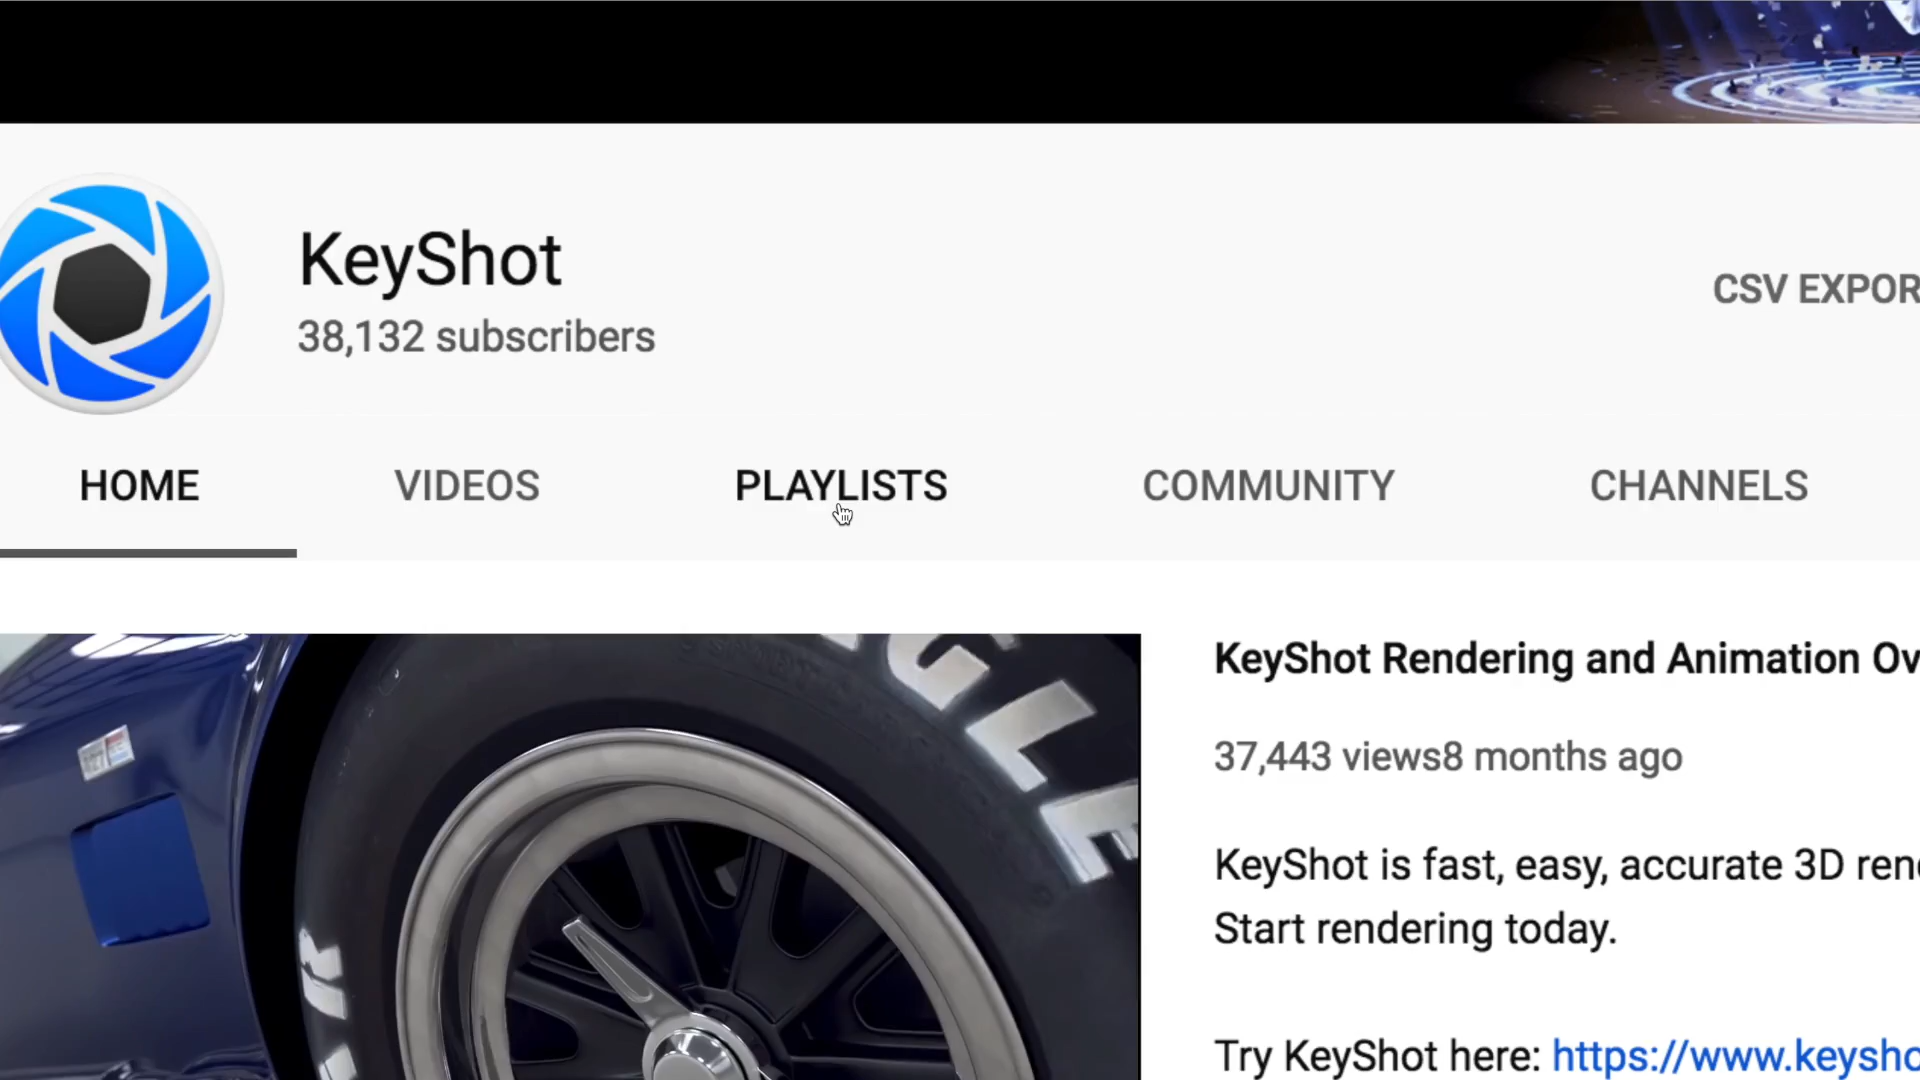 KeyShot
38,132 subscribers
CSV EXPOR
HOME VIDEOS PLAYLISTS COMMUNITY CHANNELS
GLE
KeyShot Rendering and Animation Ov
37,443 views8 months ago
KeyShot is fast, easy, accurate 3D ren
Start rendering today.
Try KeyShot here: https://www.keysho